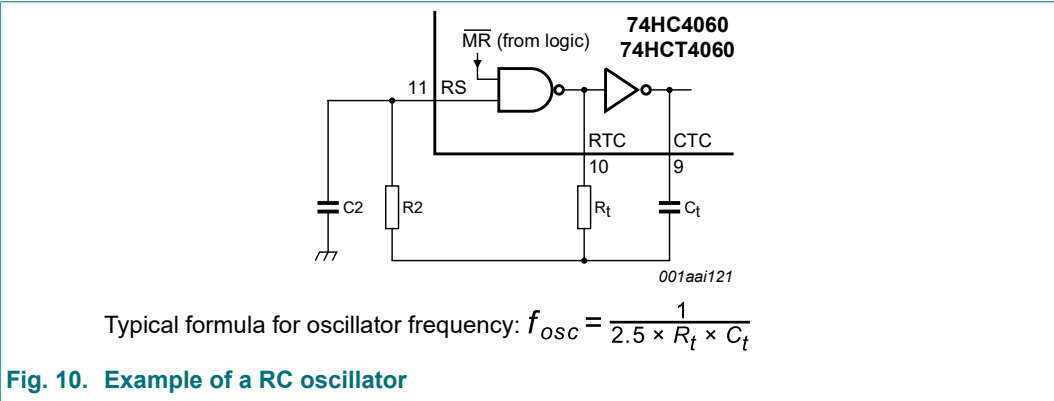 74HC4060
74HCT4060
MR (from logic)
11 RS
RTC CTC
10 9
C2 R2 Rt Ct
001aai121
Typical formula for oscillator frequency: fosc = 1 / 2.5 × Rt × Ct
Fig. 10. Example of a RC oscillator